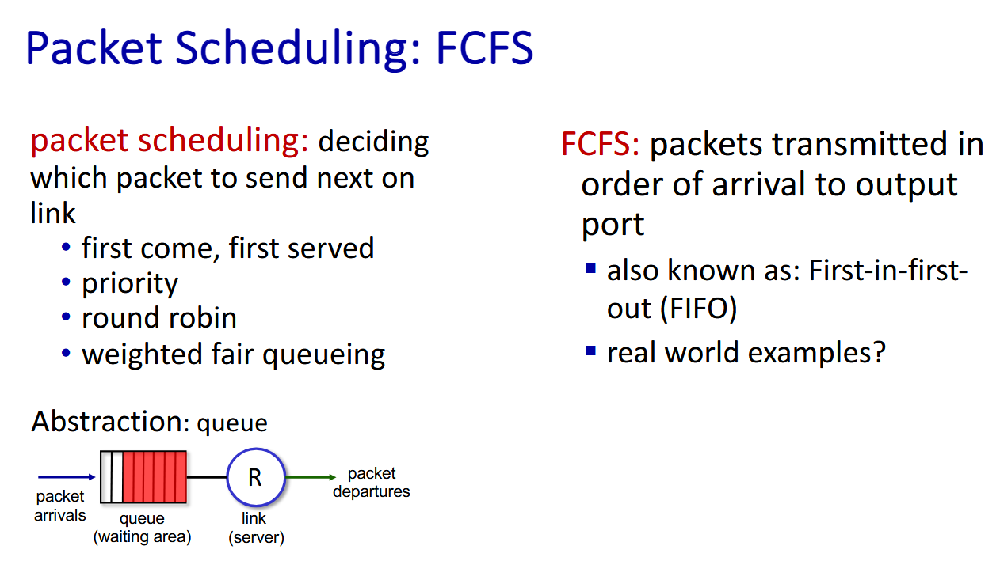 Packet Scheduling: FCFS
packet scheduling: deciding
which packet to send next on
link
• first come, first served
• priority
• round robin
• weighted fair queueing
Abstraction: queue
packet
arrivals
queue
(waiting area)
R
link
(server)
packet
departures
FCFS: packets transmitted in
order of arrival to output
port
▪ also known as: First-in-first-
out (FIFO)
▪ real world examples?